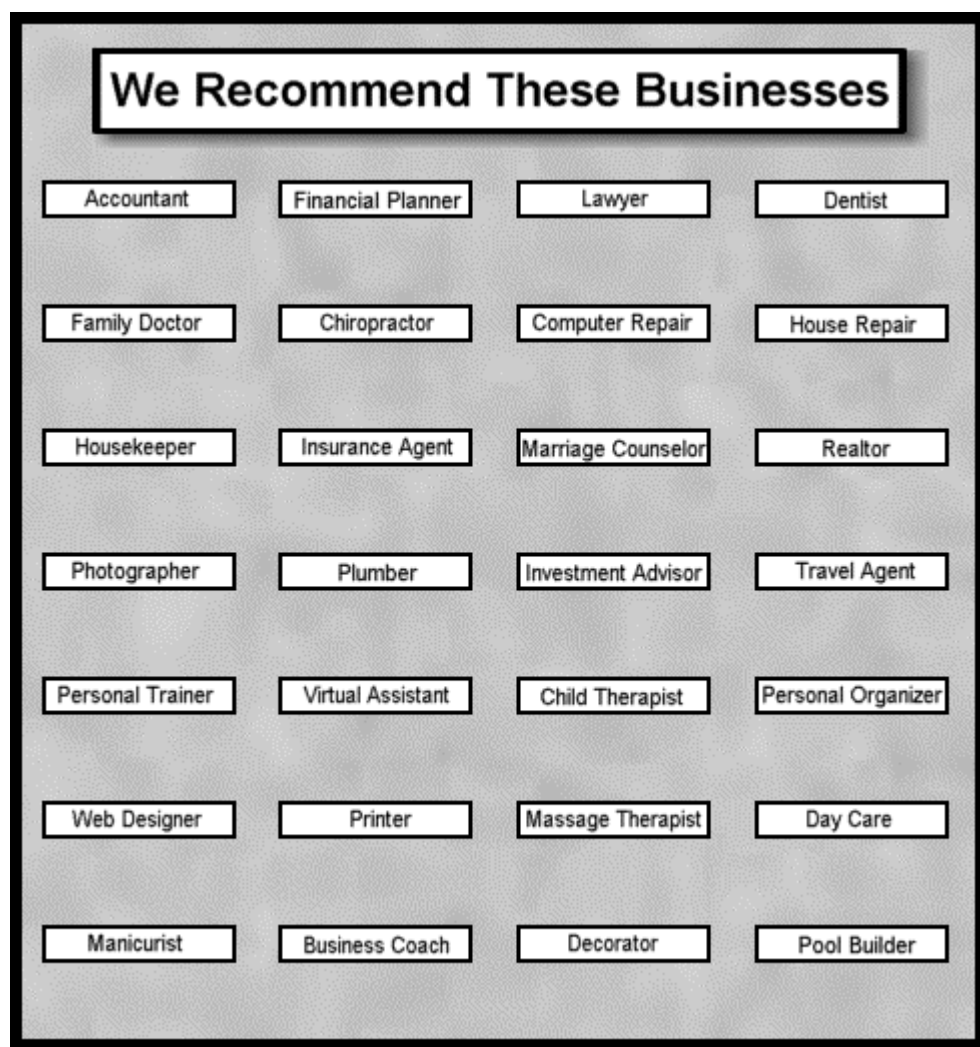 We Recommend These Businesses
Accountant
Financial Planner
Lawyer
Dentist
Family Doctor
Chiropractor
Computer Repair
House Repair
Housekeeper
Insurance Agent
Marriage Counselor
Realtor
Photographer
Plumber
Investment Advisor
Travel Agent
Personal Trainer
Virtual Assistant
Child Therapist
Personal Organizer
Web Designer
Printer
Massage Therapist
Day Care
Manicurist
Business Coach
Decorator
Pool Builder